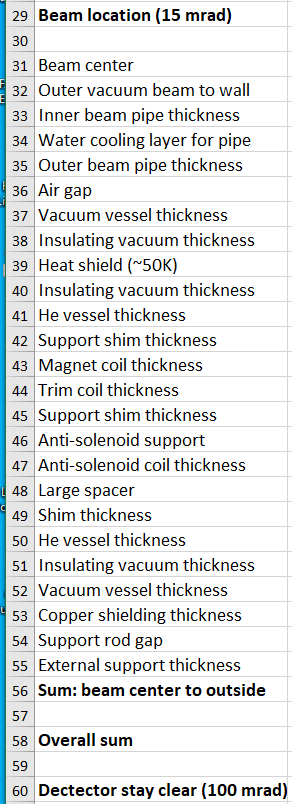 29 Beam location (15 mrad)
30
31 Beam center
32 Outer vacuum beam to wall
33 Inner beam pipe thickness
34 Water cooling layer for pipe
35 Outer beam pipe thickness
36 Air gap
37 Vacuum vessel thickness
38 Insulating vacuum thickness
39 Heat shield (~50K)
40 Insulating vacuum thickness
41 He vessel thickness
42 Support shim thickness
43 Magnet coil thickness
44 Trim coil thickness
45 Support shim thickness
46 Anti-solenoid support
47 Anti-solenoid coil thickness
48 Large spacer
49 Shim thickness
50 He vessel thickness
51 Insulating vacuum thickness
52 Vacuum vessel thickness
53 Copper shielding thickness
54 Support rod gap
55 External support thickness
56 Sum: beam center to outside
57
58 Overall sum
59
60 Dectector stay clear (100 mrad)